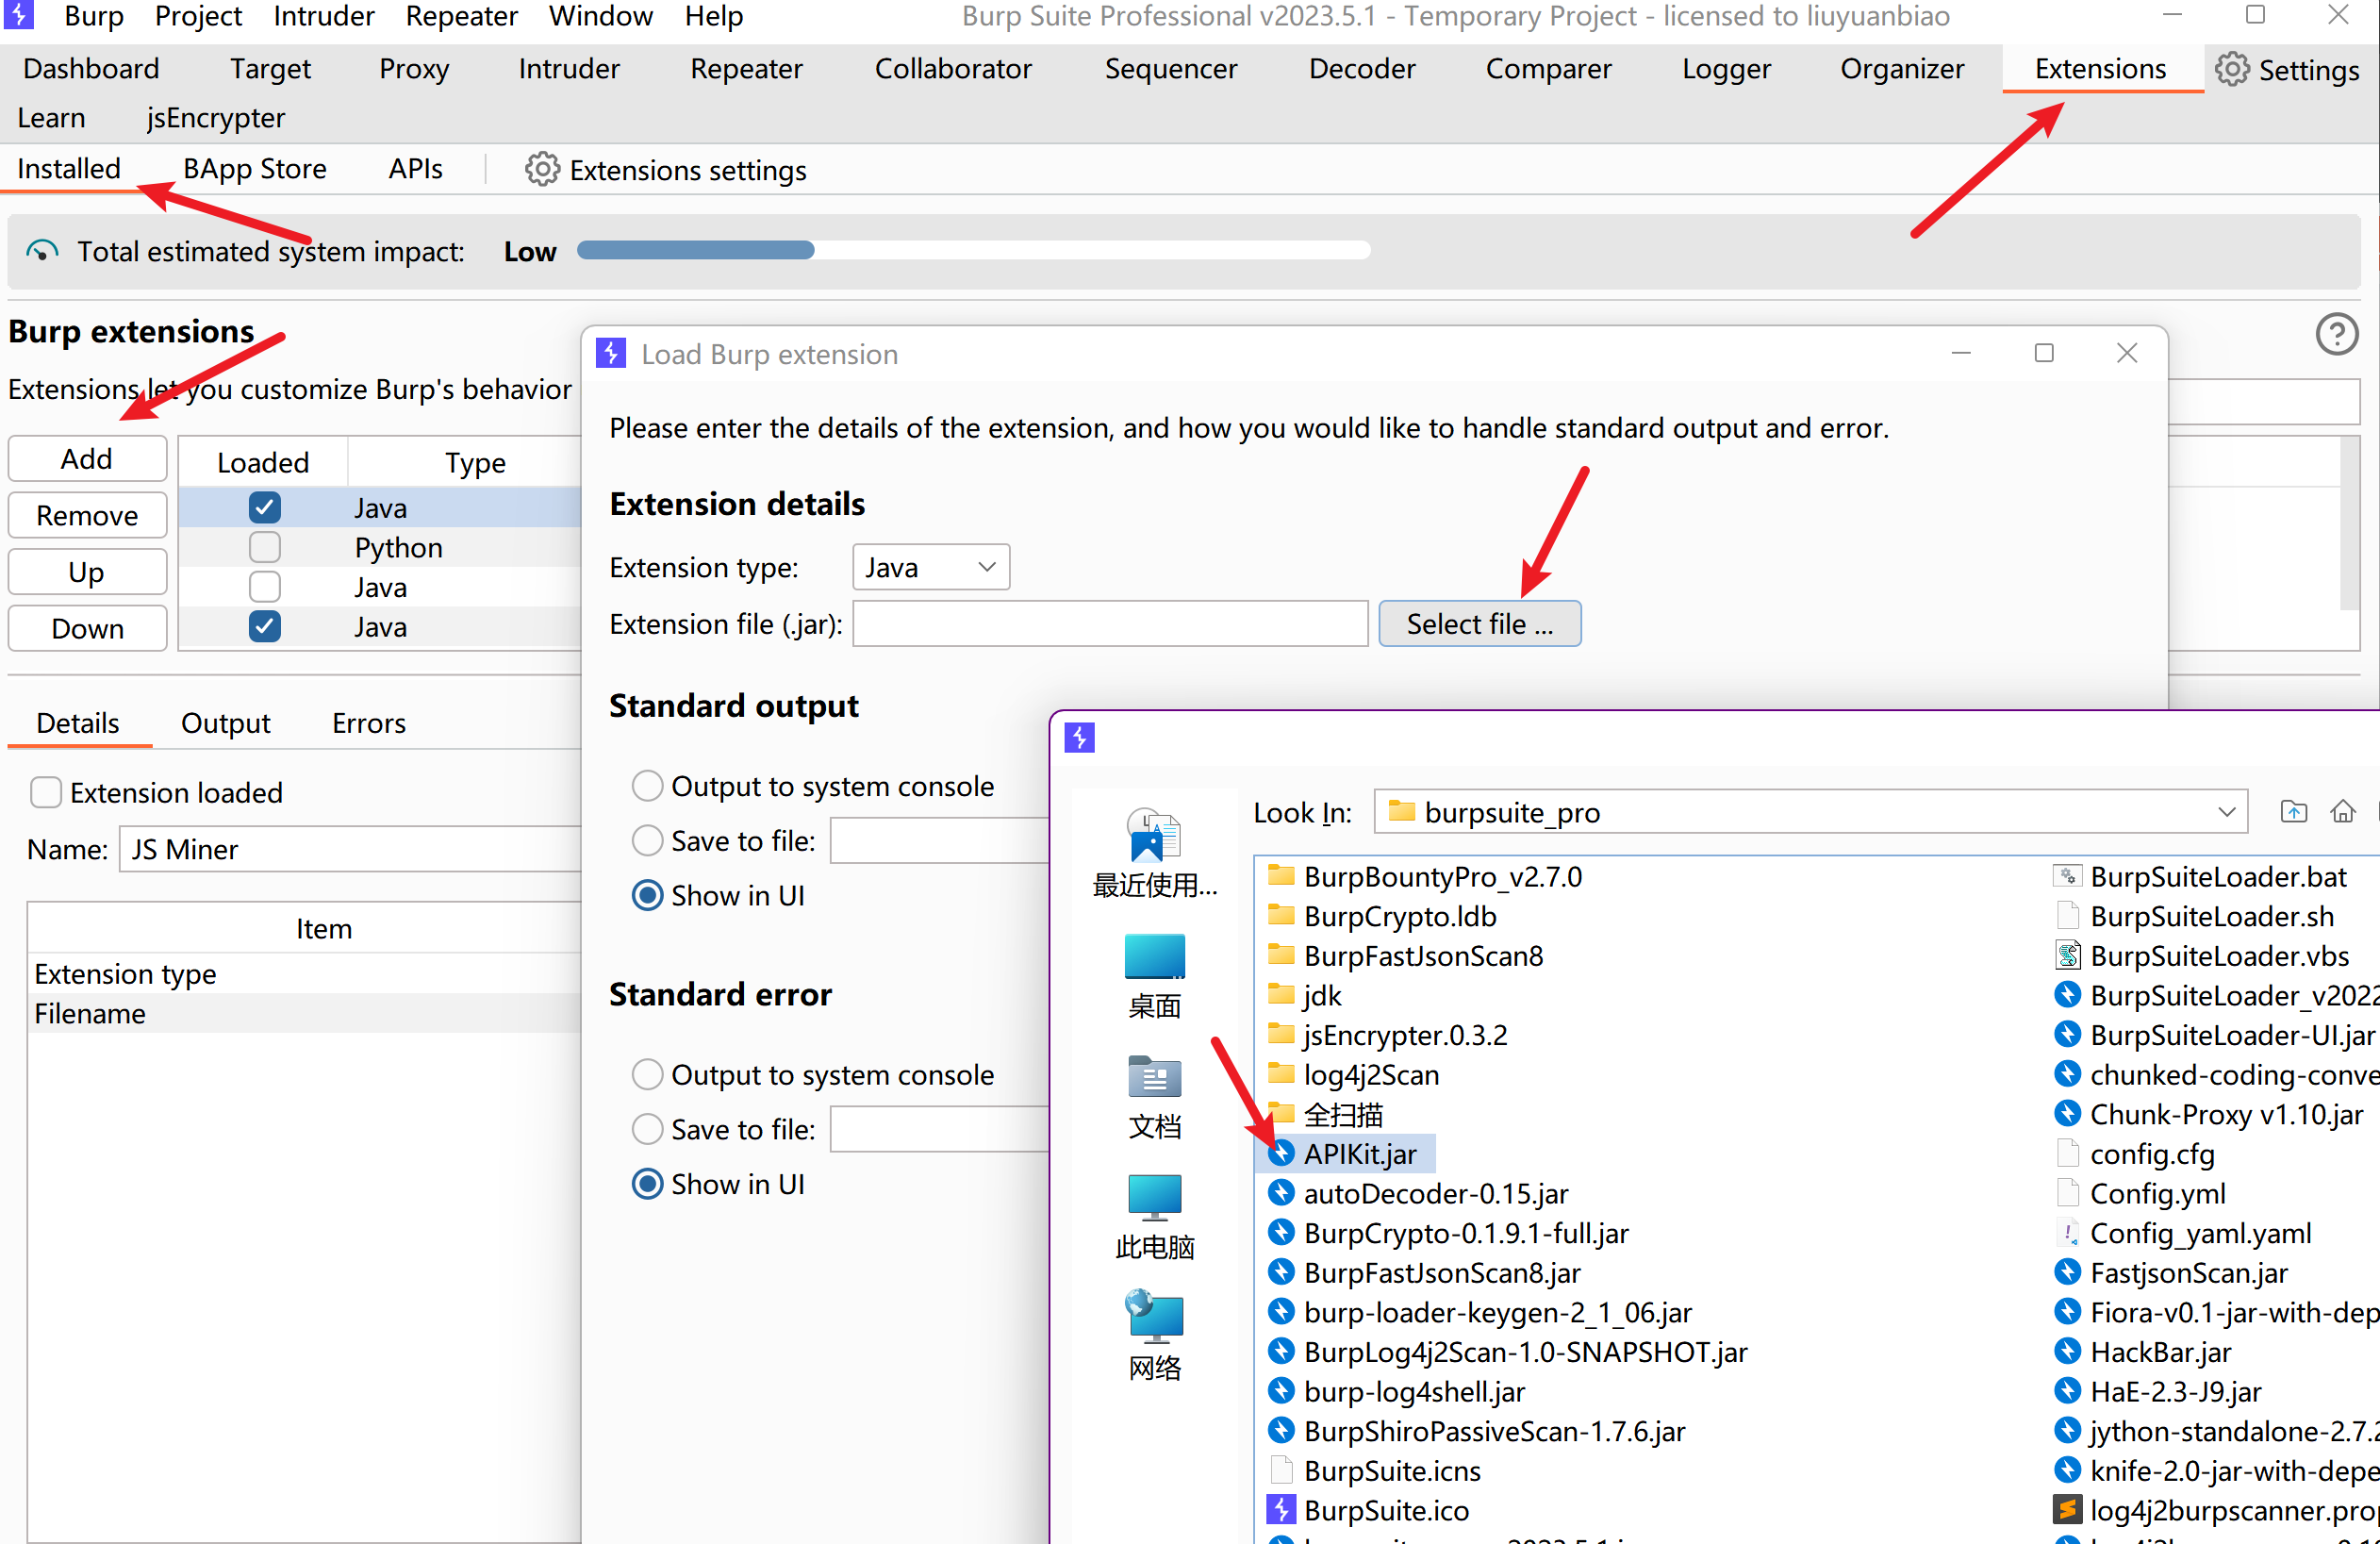 Burp Project Intruder Repeater Window Help Burp Suite Professional v2023.5.1 - Temporary Project - licensed to liuyuanbiao
Dashboard Target Proxy Intruder Repeater Collaborator Sequencer Decoder Comparer Logger Organizer Extensions Settings
Learn jsEncrypter
Installed BApp Store APIs Extensions settings
Total estimated system impact: Low
Burp extensions
Extensions let you customize Burp's behavior
Add
Remove
Up
Down
Loaded Type
Java
Python
Java
Java
Details Output Errors
Extension loaded
Name: JS Miner
Item
Extension type
Filename
Load Burp extension
Please enter the details of the extension, and how you would like to handle standard output and error.
Extension details
Extension type: Java
Extension file (.jar): Select file ...
Standard output
Output to system console
Save to file:
Show in UI
Standard error
Output to system console
Save to file:
Show in UI
Look In: burpsuite_pro
最近使用...
桌面
文档
此电脑
网络
BurpBountyPro_v2.7.0
BurpCrypto.ldb
BurpFastJsonScan8
jdk
jsEncrypter.0.3.2
log4j2Scan
全扫描
APIKit.jar
autoDecoder-0.15.jar
BurpCrypto-0.1.9.1-full.jar
BurpFastJsonScan8.jar
burp-loader-keygen-2_1_06.jar
BurpLog4j2Scan-1.0-SNAPSHOT.jar
burp-log4shell.jar
BurpShiroPassiveScan-1.7.6.jar
BurpSuite.icns
BurpSuite.ico
BurpSuiteLoader.bat
BurpSuiteLoader.sh
BurpSuiteLoader.vbs
BurpSuiteLoader_v2022
BurpSuiteLoader-UI.jar
chunked-coding-conve
Chunk-Proxy v1.10.jar
config.cfg
Config.yml
Config_yaml.yaml
FastjsonScan.jar
Fiora-v0.1-jar-with-dep
HackBar.jar
HaE-2.3-J9.jar
jython-standalone-2.7.2
knife-2.0-jar-with-depe
log4j2burpscanner.prop